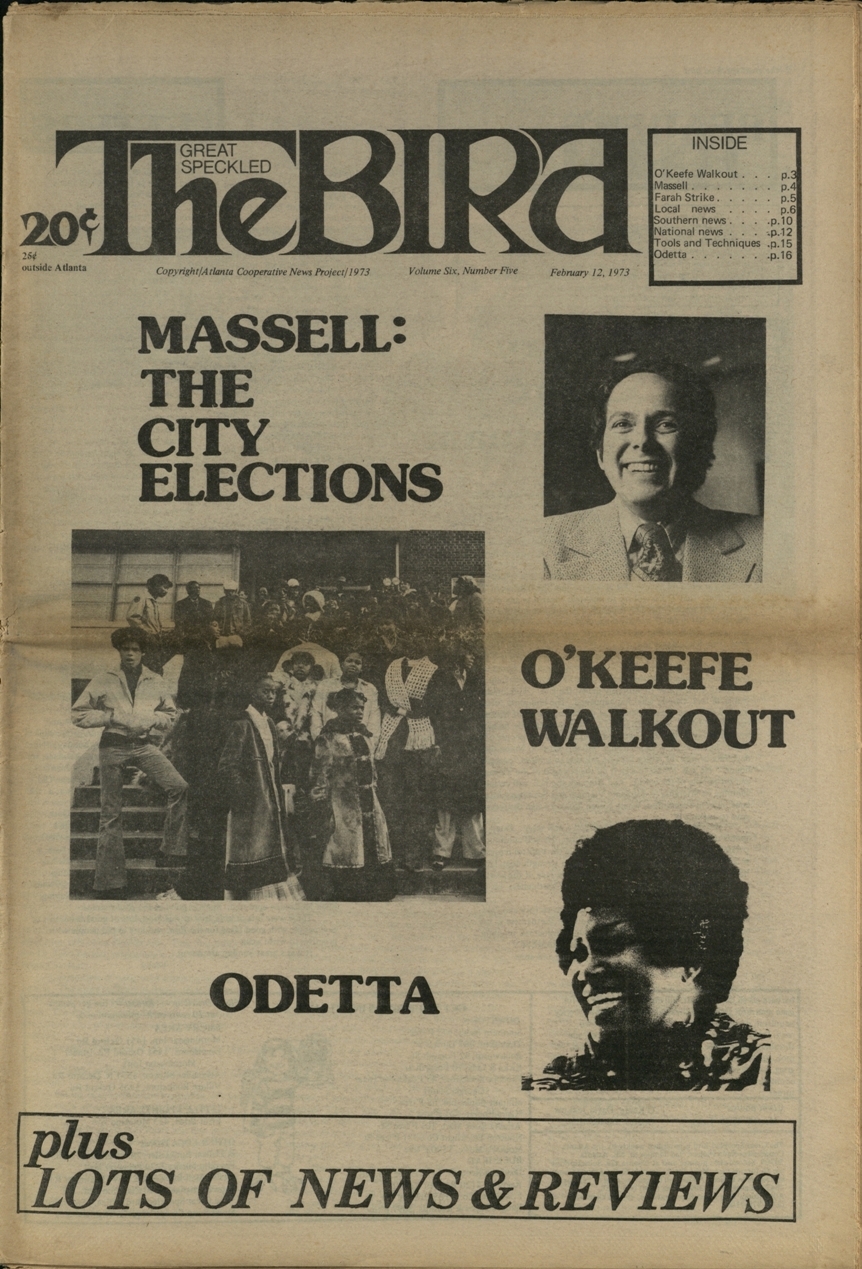 The GREAT SPECKLED BIRd
20¢
25¢
outside Atlanta
Copyright/Atlanta Cooperative News Project/1973 Volume Six, Number Five February 12, 1973
INSIDE
O'Keefe Walkout . . . p.3
Massell . . . . . . . p.4
Farah Strike . . . . . p.5
Local news . . . . p.6
Southern news . . . .p.10
National news . . . .p.12
Tools and Techniques .p.15
Odetta . . . . . . .p.16
MASSELL:
THE
CITY
ELECTIONS
O'KEEFE
WALKOUT
ODETTA
plus
LOTS OF NEWS & REVIEWS